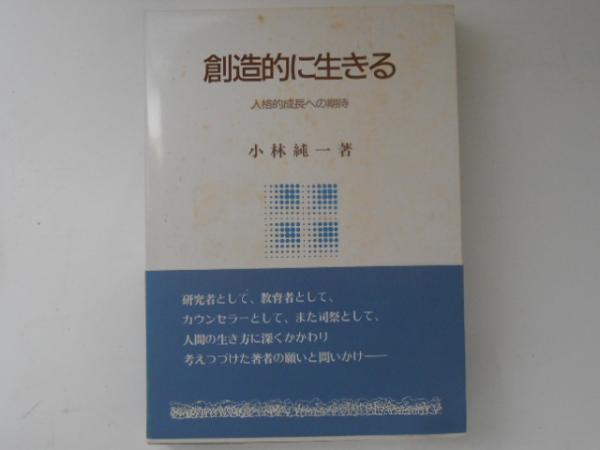 創造的に生きる
人格的成長への期待
小林純一著
研究者として、教育者として、
カウンセラーとして、また司祭として、
人間の生き方に深くかかわり
考えつづけた著者の願いと問いかけ——